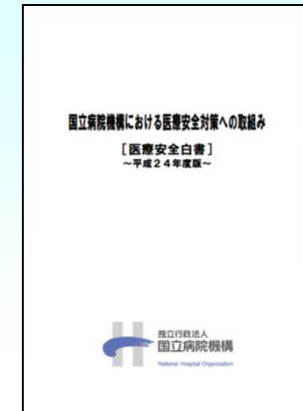 国立病院機構における医療安全対策への取組み
[医療安全白書]
~平成24年度版~
独立行政法人
国立病院機構
National Hospital Organization